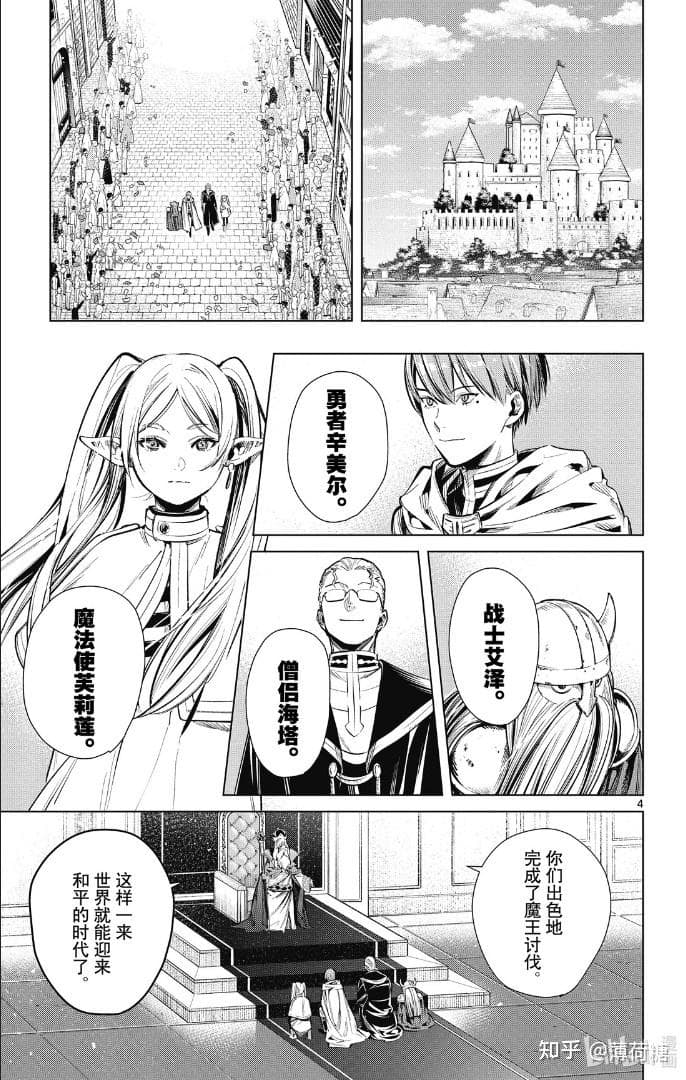 勇者辛美尔。
战士艾泽。
僧侣海塔。
魔法使芙莉莲。
4
你们出色地
完成了魔王讨伐。
这样一来
世界就能迎来
和平的时代了。
知乎 @薄荷糖